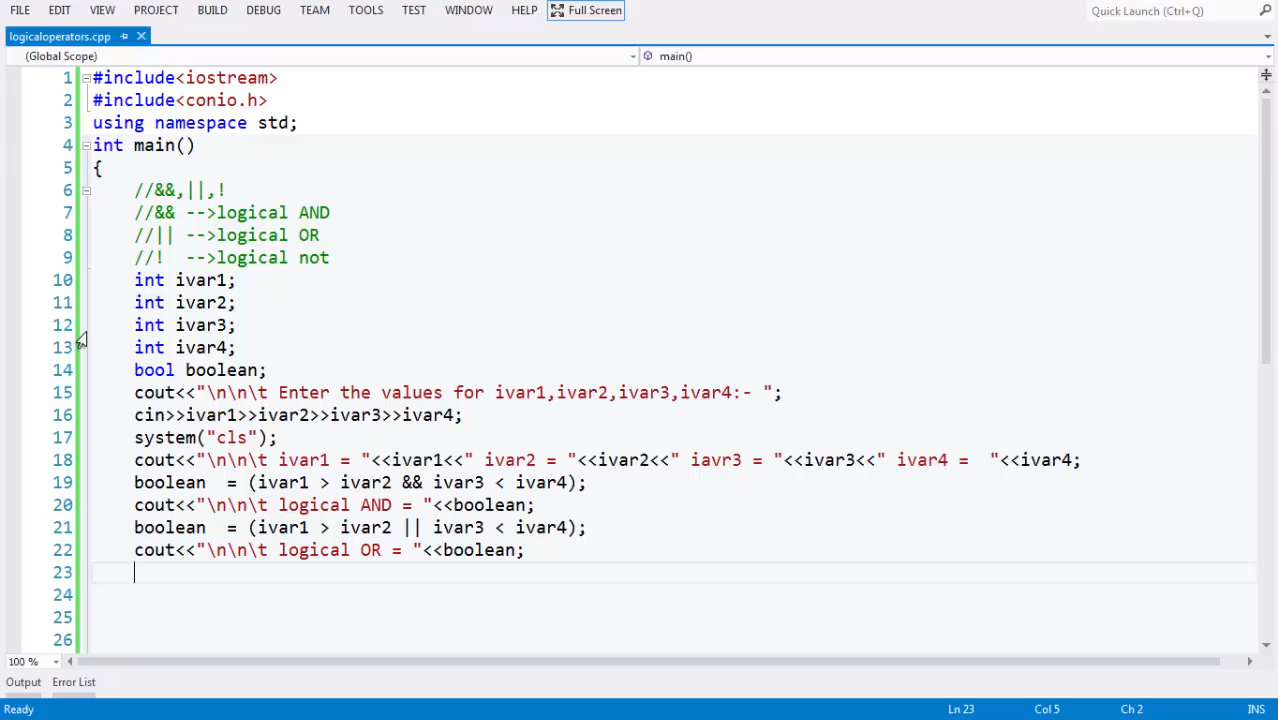 FILE EDIT VIEW PROJECT BUILD DEBUG TEAM TOOLS TEST WINDOW HELP Full Screen Quick Launch (Ctrl+Q)
logicaloperators.cpp
(Global Scope) main()
1 #include<iostream>
2 #include<conio.h>
3 using namespace std;
4 int main()
5 {
6 //&&,||,!
7 //&& -->logical AND
8 //|| -->logical OR
9 //!  -->logical not
10 int ivar1;
11 int ivar2;
12 int ivar3;
13 int ivar4;
14 bool boolean;
15 cout<<"\n\n\t Enter the values for ivar1,ivar2,ivar3,ivar4:- ";
16 cin>>ivar1>>ivar2>>ivar3>>ivar4;
17 system("cls");
18 cout<<"\n\n\t ivar1 = "<<ivar1<<" ivar2 = "<<ivar2<<" iavr3 = "<<ivar3<<" ivar4 =  "<<ivar4;
19 boolean  = (ivar1 > ivar2 && ivar3 < ivar4);
20 cout<<"\n\n\t logical AND = "<<boolean;
21 boolean  = (ivar1 > ivar2 || ivar3 < ivar4);
22 cout<<"\n\n\t logical OR = "<<boolean;
23
24
25
26
100 %
Output Error List
Ready Ln 23 Col 5 Ch 2 INS